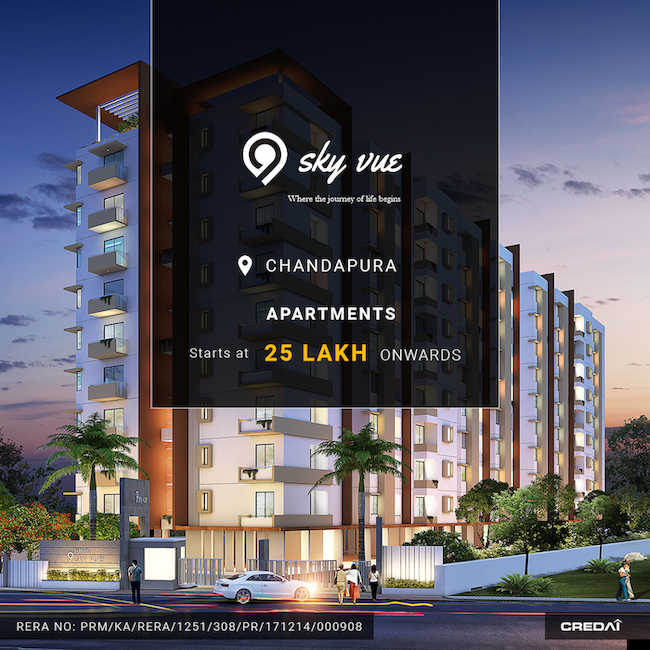 sky vue
Where the journey of life begins
CHANDAPURA
APARTMENTS
Starts at 25 LAKH ONWARDS
RERA NO: PRM/KA/RERA/1251/308/PR/171214/000908
CREDAI